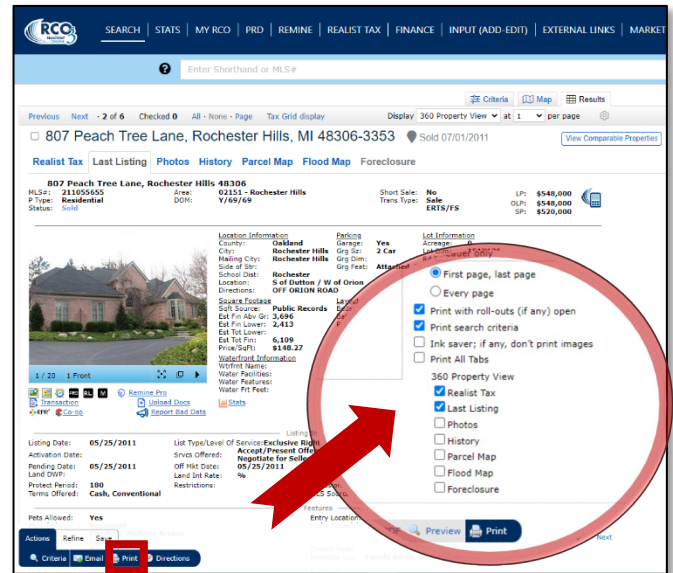 RCO
REALCOMP
Online
SEARCH | STATS | MY RCO | PRD | REMINE | REALIST TAX | FINANCE | INPUT (ADD-EDIT) | EXTERNAL LINKS | MARKET
Enter Shorthand or MLS#
Criteria Map Results
Previous Next · 2 of 6 Checked 0 All · None · Page Tax Grid display Display 360 Property View at 1 per page
807 Peach Tree Lane, Rochester Hills, MI 48306-3353 Sold 07/01/2011 View Comparable Properties
Realist Tax Last Listing Photos History Parcel Map Flood Map Foreclosure
807 Peach Tree Lane, Rochester Hills 48306
MLS#: 211055655 Area: 02151 - Rochester Hills Short Sale: No LP: $548,000
P Type: Residential DOM: Y/69/69 Trans Type: Sale OLP: $548,000
Status: Sold ERTS/FS SP: $520,000
Location Information Parking Lot Information
County: Oakland Garage: Yes Acreage: 0
City: Rochester Hills Grg Sz: 2 Car
Mailing City: Rochester Hills Grg Dim:
Side of Str: Grg Feat: Attached
School Dist: Rochester
Location: S of Dutton / W of Orion
Directions: OFF ORION ROAD
Square Footage
Sqft Source: Public Records
Est Fin Abv Gr: 3,696
Est Fin Lower: 2,413
Est Tot Lower:
Est Tot Fin: 6,109
Price/SqFt: $148.27
Waterfront Information
Wtrfrnt Name:
Water Facilities:
Water Features:
Water Frt Feet:
1 / 20 1 Front
Remine Pro
Transaction Upload Docs Stats
RPR Co-op Report Bad Data
Listing Date: 05/25/2011 List Type/Level Of Service: Exclusive Right
Activation Date: Srvcs Offered: Accept/Present Offe
Negotiate for Selle
Pending Date: 05/25/2011 Off Mkt Date: 05/25/2011
Land DWP: Land Int Rate: %
Protect Period: 180 Restrictions:
Terms Offered: Cash, Conventional
Features
Pets Allowed: Yes Entry Location:
First page, last page
Every page
Print with roll-outs (if any) open
Print search criteria
Ink saver; if any, don't print images
Print All Tabs
360 Property View
Realist Tax
Last Listing
Photos
History
Parcel Map
Flood Map
Foreclosure
Preview Print
Next
Actions Refine Save
Criteria Email Print Directions